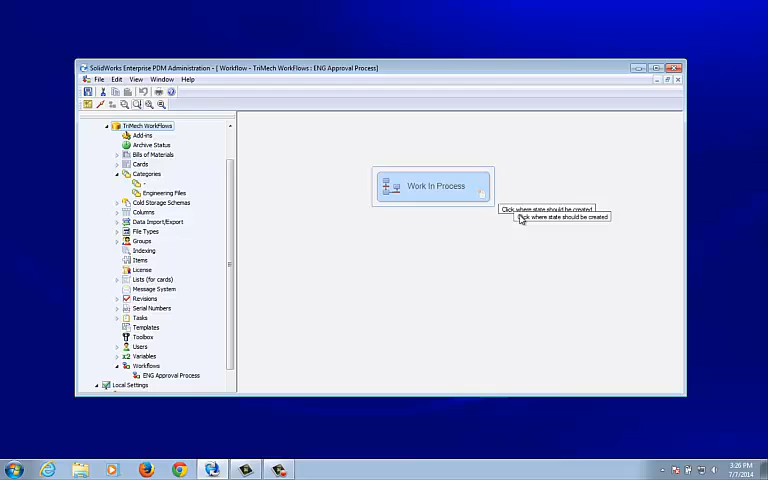 SolidWorks Enterprise PDM Administration - [ Workflow - TriMech WorkFlows : ENG Approval Process]
File Edit View Window Help
TriMech WorkFlows
Add-ins
Archive Status
Bills of Materials
Cards
Categories
-
Engineering Files
Cold Storage Schemas
Columns
Data Import/Export
File Types
Groups
Indexing
Items
License
Lists (for cards)
Message System
Revisions
Serial Numbers
Tasks
Templates
Toolbox
Users
x2 Variables
Workflows
ENG Approval Process
Local Settings
Work In Process
Click where state should be created
Click where state should be created
3:26 PM
7/7/2014